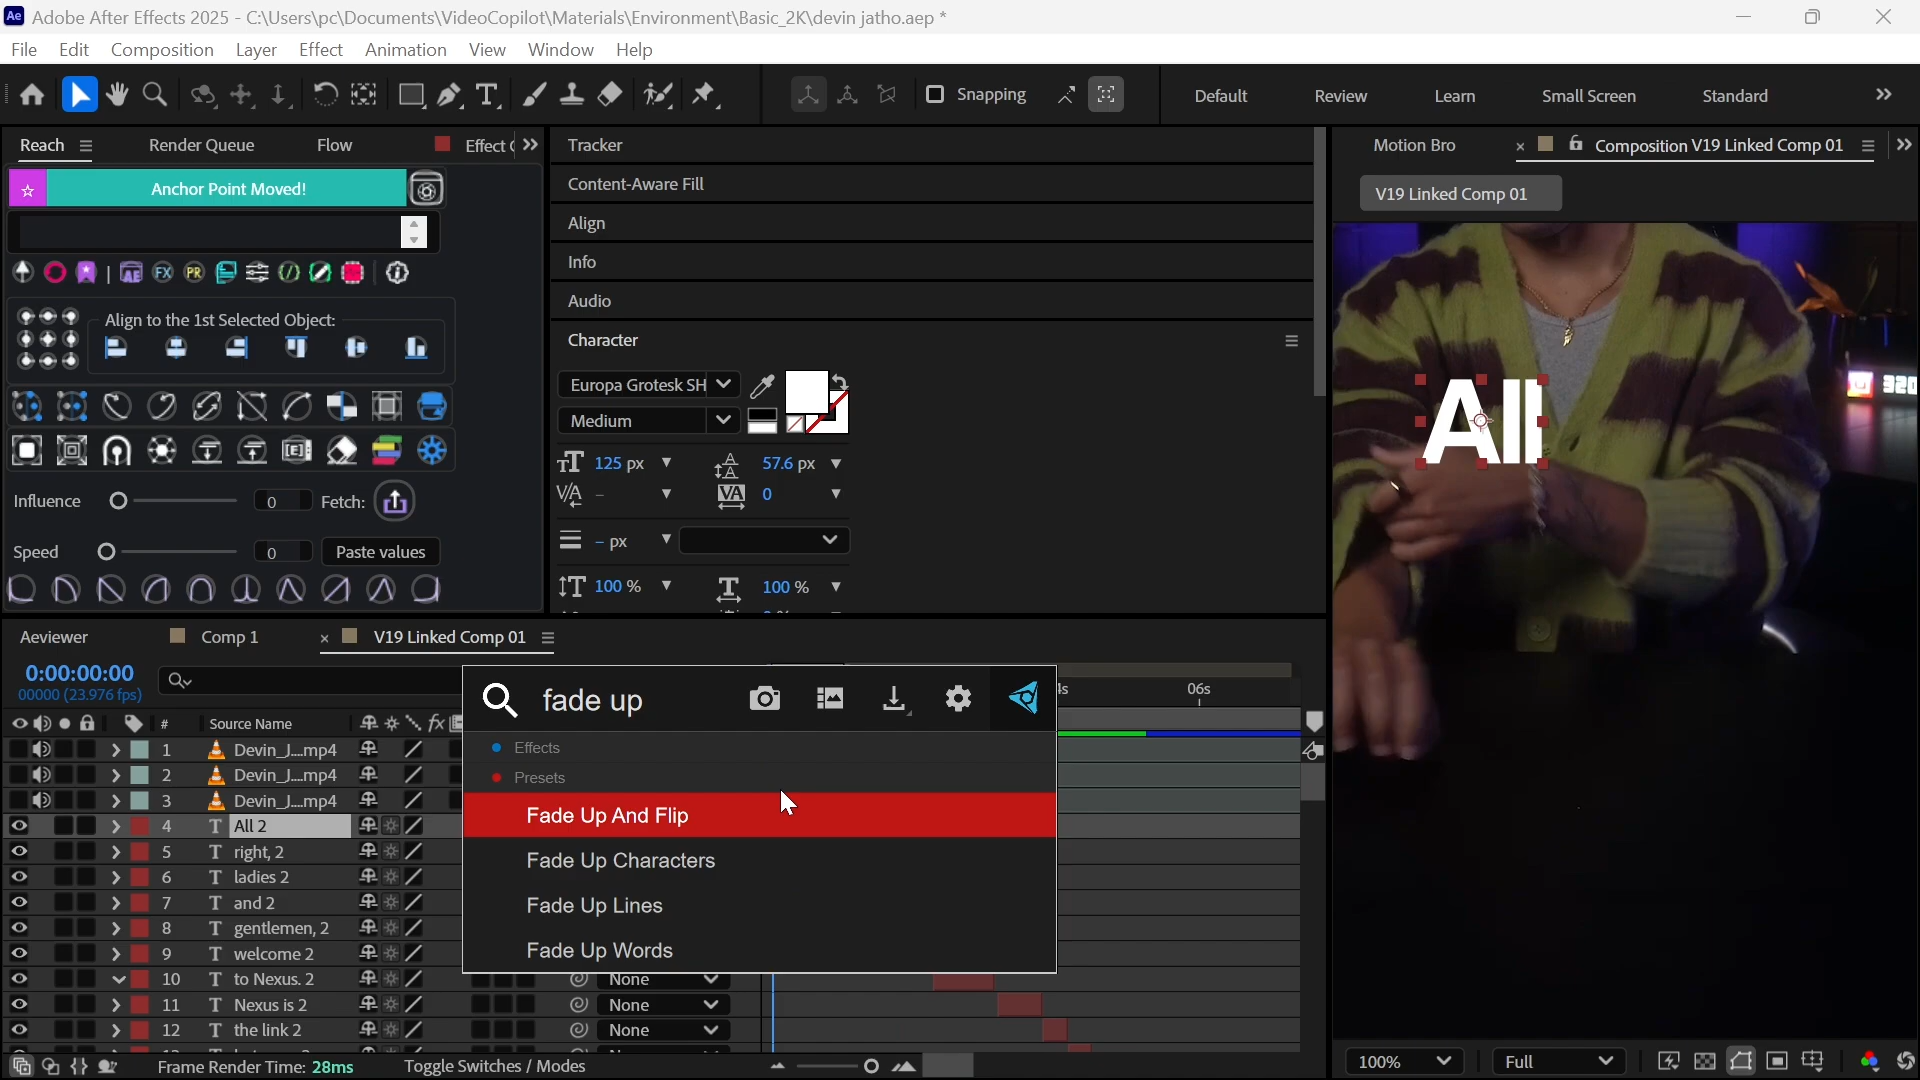 Adobe After Effects 2025 - C:\Users\pc\Documents\VideoCopilot\Materials\Environment\Basic_2K\devin jatho.aep *
File Edit Composition Layer Effect Animation View Window Help
Snapping Default Review Learn Small Screen Standard
Reach Render Queue Flow Effect C
Anchor Point Moved!
Align to the 1st Selected Object:
Influence 0 Fetch:
Speed 0 Paste values
Tracker
Content-Aware Fill
Align
Info
Audio
Character
Europa Grotesk SH
Medium
125 px 57.6 px
– 0
– px
100 % 100 %
Motion Bro × Composition V19 Linked Comp 01
V19 Linked Comp 01
All
320
Aeviewer Comp 1 × V19 Linked Comp 01
0:00:00:00
00000 (23.976 fps)
4s 06s
# Source Name
1 Devin_J....mp4
2 Devin_J....mp4
3 Devin_J....mp4
4 T All 2
5 T right, 2
6 T ladies 2
7 T and 2
8 T gentlemen, 2
9 T welcome 2
10 T to Nexus. 2 None
11 T Nexus is 2 None
12 T the link 2 None
fade up
Effects
Presets
Fade Up And Flip
Fade Up Characters
Fade Up Lines
Fade Up Words
Frame Render Time: 28ms Toggle Switches / Modes
100% Full